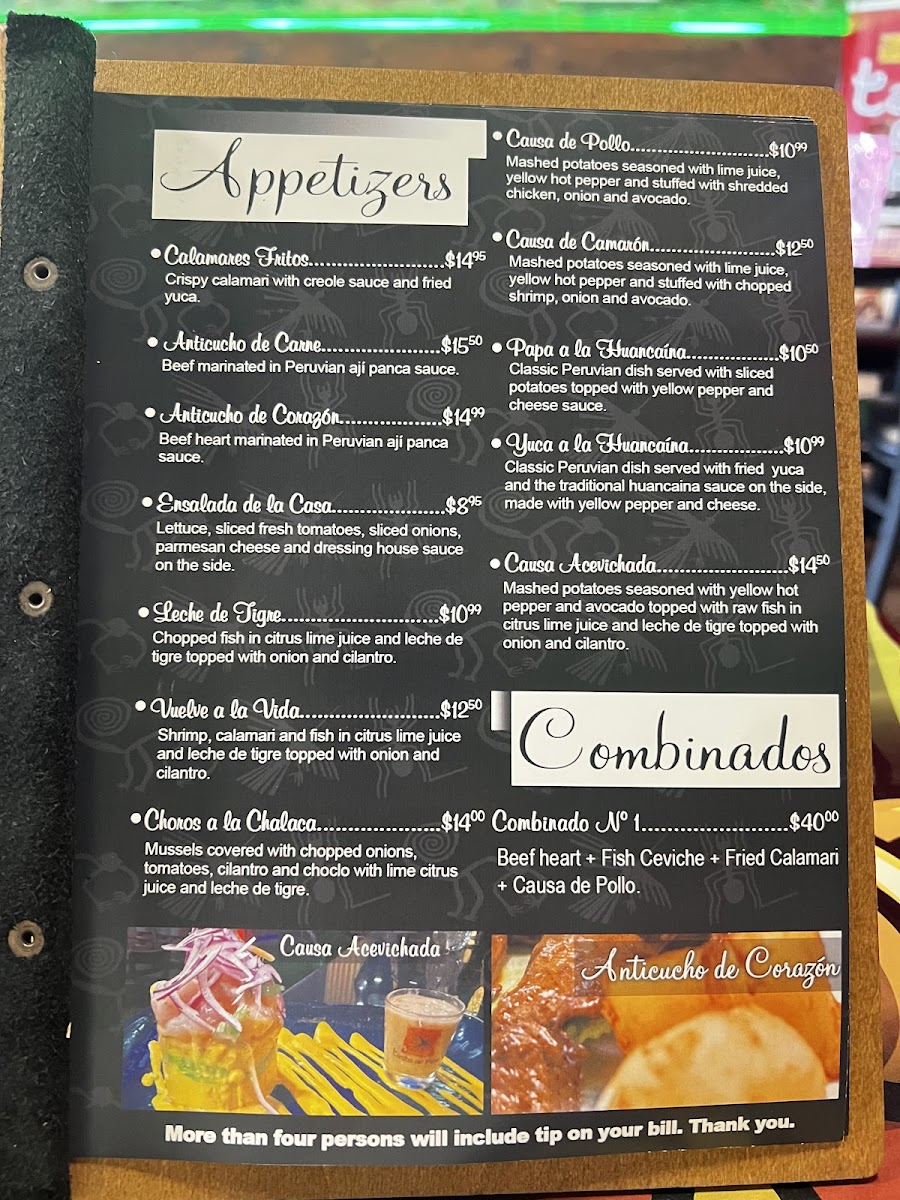 Appetizers
• Calamares Fritos........................$14.95
Crispy calamari with creole sauce and fried
yuca.
• Anticucho de Carne.....................$15.50
Beef marinated in Peruvian ají panca sauce.
• Anticucho de Corazón..................$14.99
Beef heart marinated in Peruvian ají panca
sauce.
• Ensalada de la Casa....................$8.95
Lettuce, sliced fresh tomatoes, sliced onions,
parmesan cheese and dressing house sauce
on the side.
• Leche de Tigre............................$10.99
Chopped fish in citrus lime juice and leche de
tigre topped with onion and cilantro.
• Vuelve a la Vida.........................$12.50
Shrimp, calamari and fish in citrus lime juice
and leche de tigre topped with onion and
cilantro.
• Choros a la Chalaca......................$14.00
Mussels covered with chopped onions,
tomatoes, cilantro and choclo with lime citrus
juice and leche de tigre.
• Causa de Pollo.........................$10.99
Mashed potatoes seasoned with lime juice,
yellow hot pepper and stuffed with shredded
chicken, onion and avocado.
• Causa de Camarón......................$12.50
Mashed potatoes seasoned with lime juice,
yellow hot pepper and stuffed with chopped
shrimp, onion and avocado.
• Papa a la Huancaína................$10.50
Classic Peruvian dish served with sliced
potatoes topped with yellow pepper and
cheese sauce.
• Yuca a la Huancaína.................$10.99
Classic Peruvian dish served with fried yuca
and the traditional huancaina sauce on the side,
made with yellow pepper and cheese.
• Causa Acevichada.......................$14.50
Mashed potatoes seasoned with yellow hot
pepper and avocado topped with raw fish in
citrus lime juice and leche de tigre topped with
onion and cilantro.
Combinados
Combinado Nº 1.........................$40.00
Beef heart + Fish Ceviche + Fried Calamari
+ Causa de Pollo.
Causa Acevichada
Anticucho de Corazón
More than four persons will include tip on your bill. Thank you.